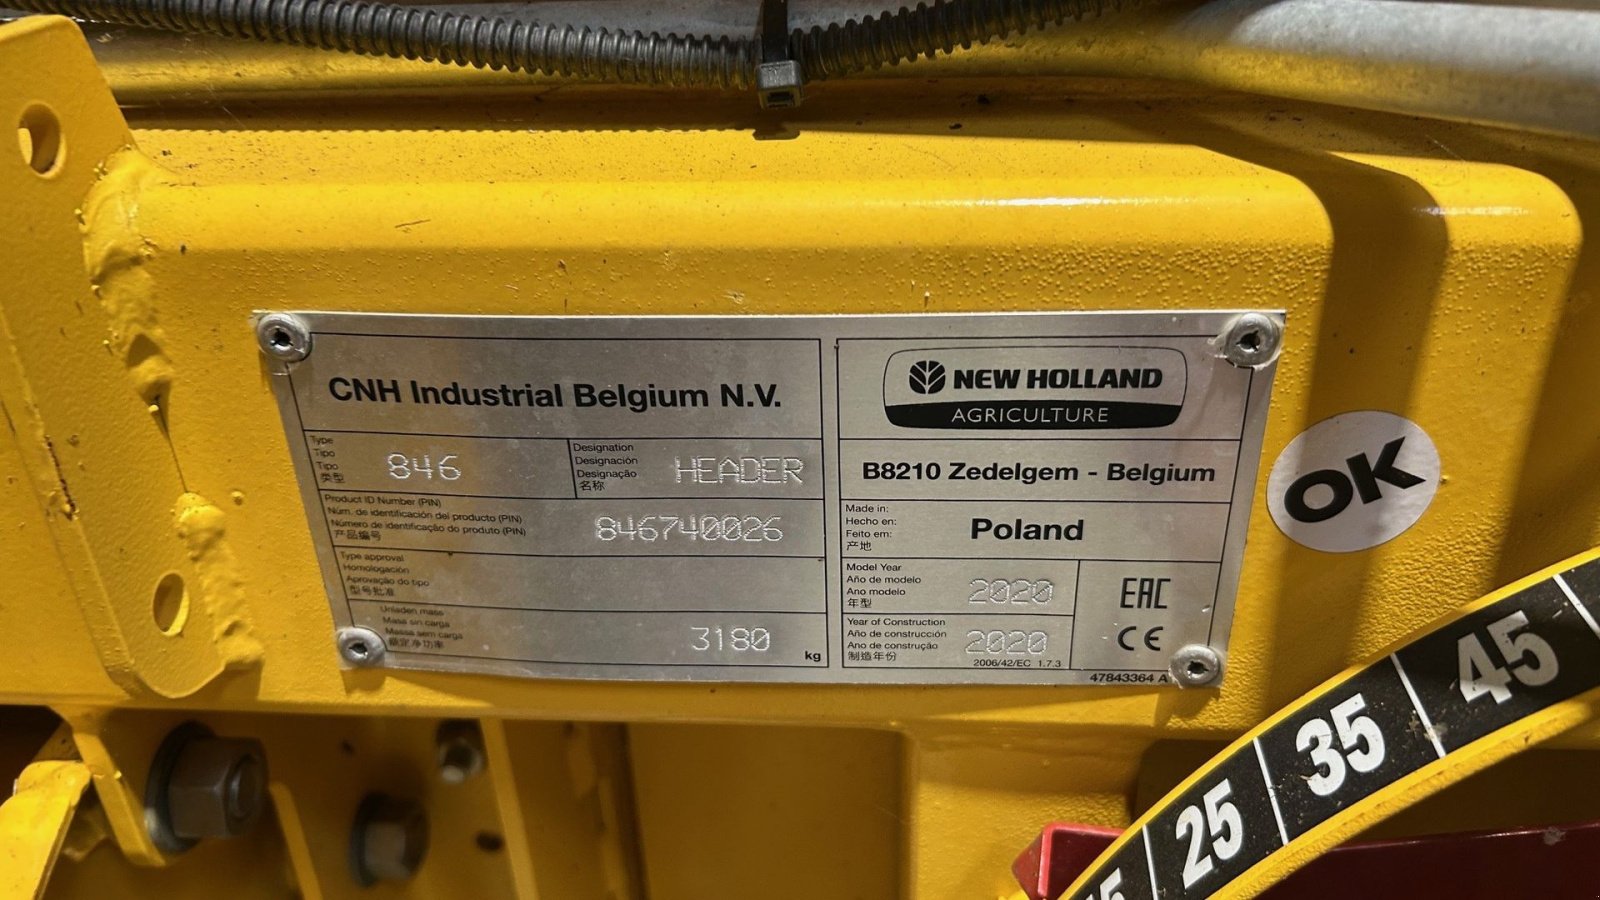 CNH Industrial Belgium N.V.
Type
Tipo
Tipo
类型
846
Designation
Designación
Designação
名称
HEADER
Product ID Number (PIN)
Núm. de identificación del producto (PIN)
Número de identificação do produto (PIN)
产品编号
846740026
Type approval
Homologación
Aprovação do tipo
型号批准
Unladen mass
Masa sin carga
Massa sem carga
额定净功率
3180
kg
NEW HOLLAND
AGRICULTURE
B8210 Zedelgem - Belgium
Made in:
Hecho en:
Feito em:
产地
Poland
Model Year
Año de modelo
Ano modelo
年型
2020
Year of Construction
Año de construcción
Ano de construção
制造年份
2020
2006/42/EC 1.7.3
EAC
CE
47843364 A
OK
45
35
25